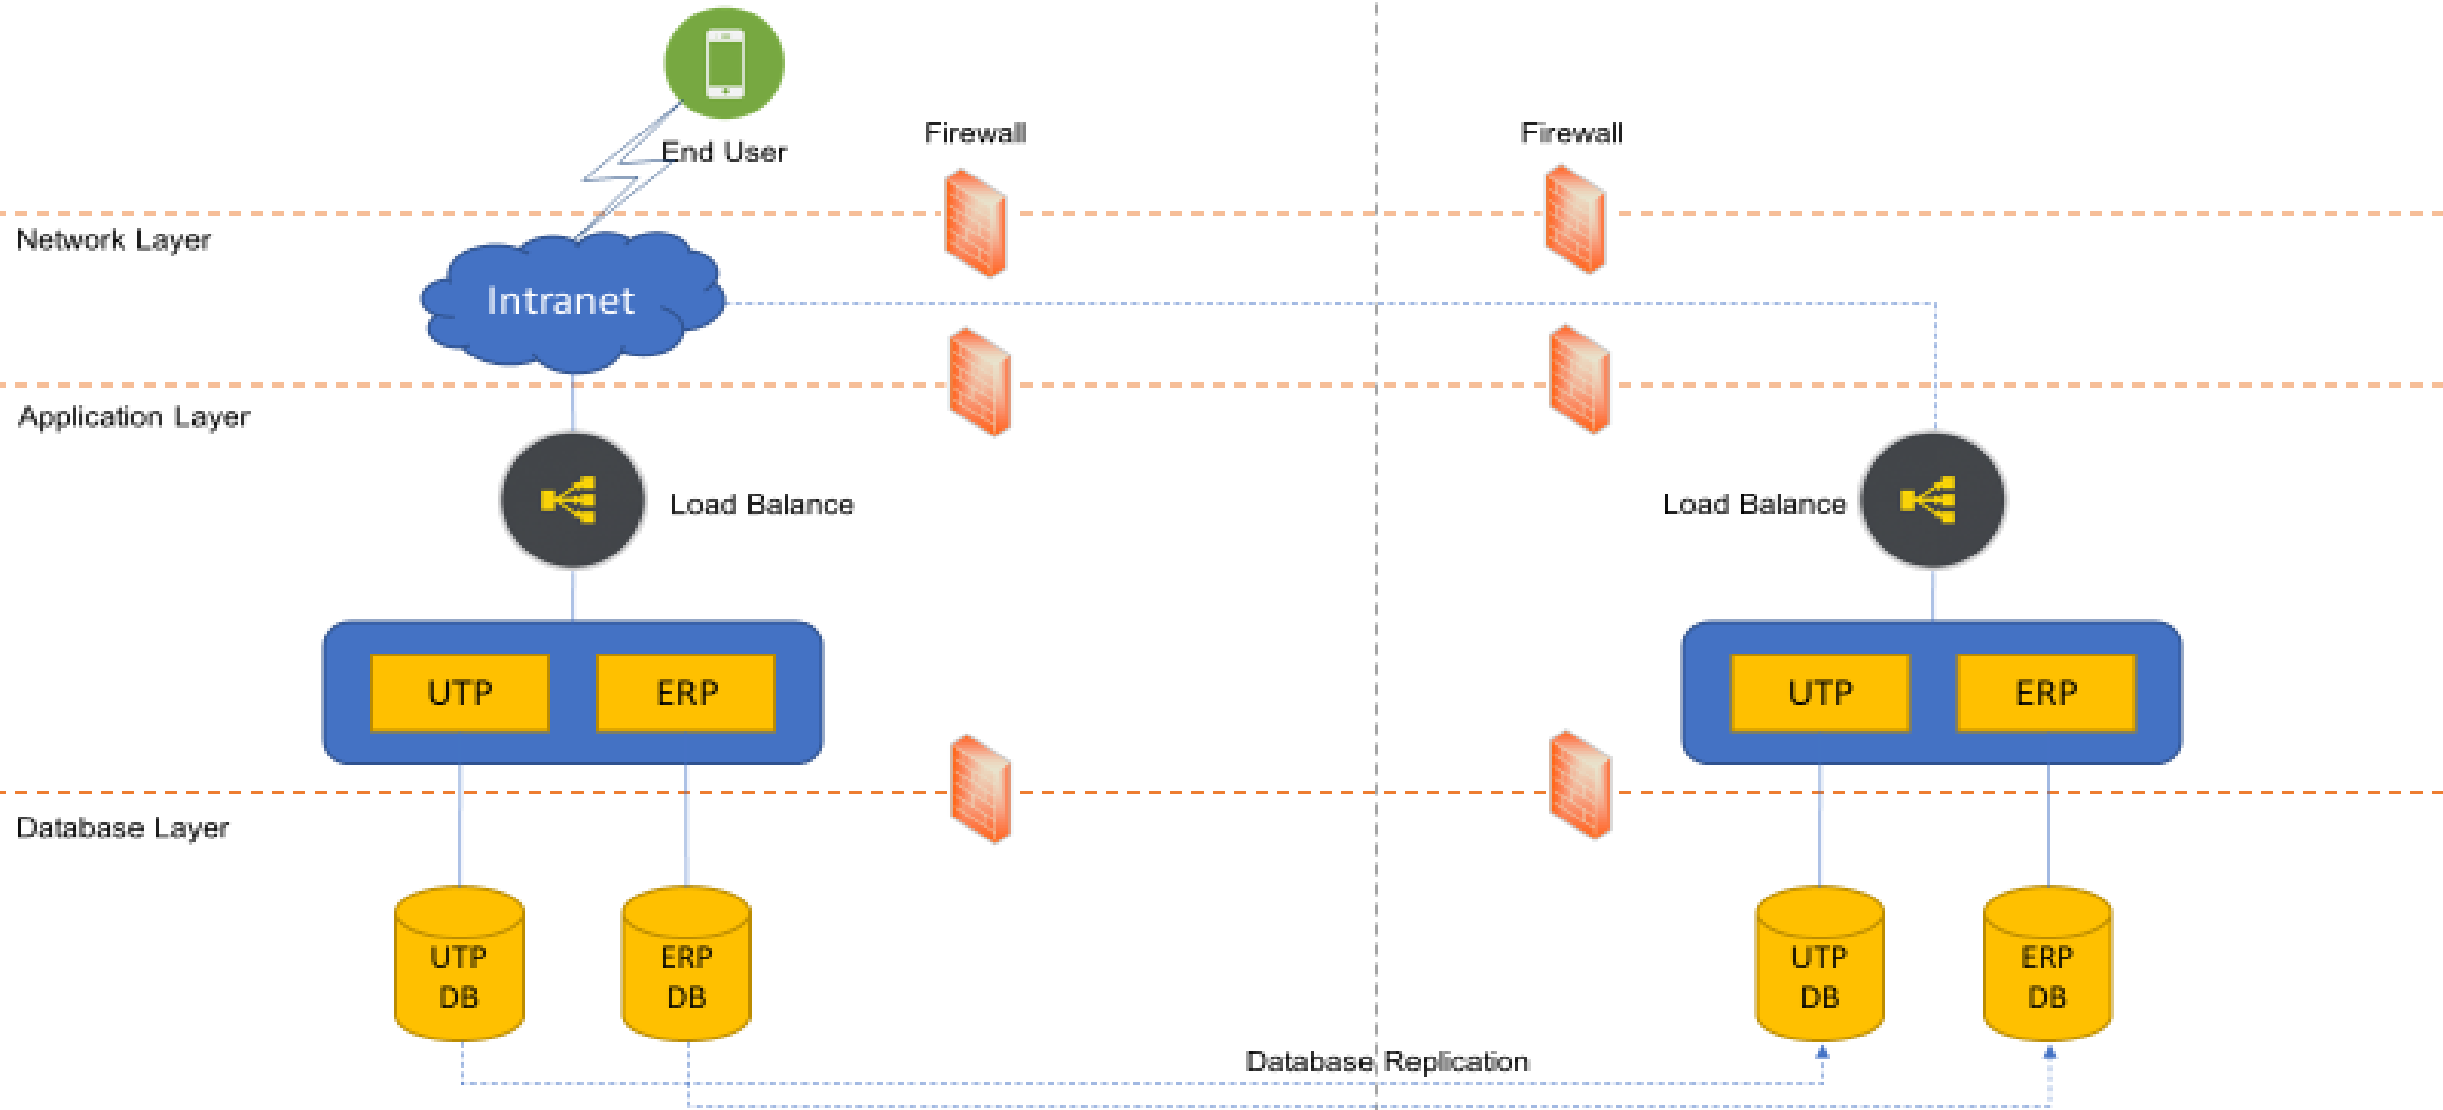 End User
Firewall
Firewall
Network Layer
Intranet
Application Layer
Load Balance
Load Balance
UTP
ERP
UTP
ERP
Database Layer
UTP
DB
ERP
DB
UTP
DB
ERP
DB
Database Replication